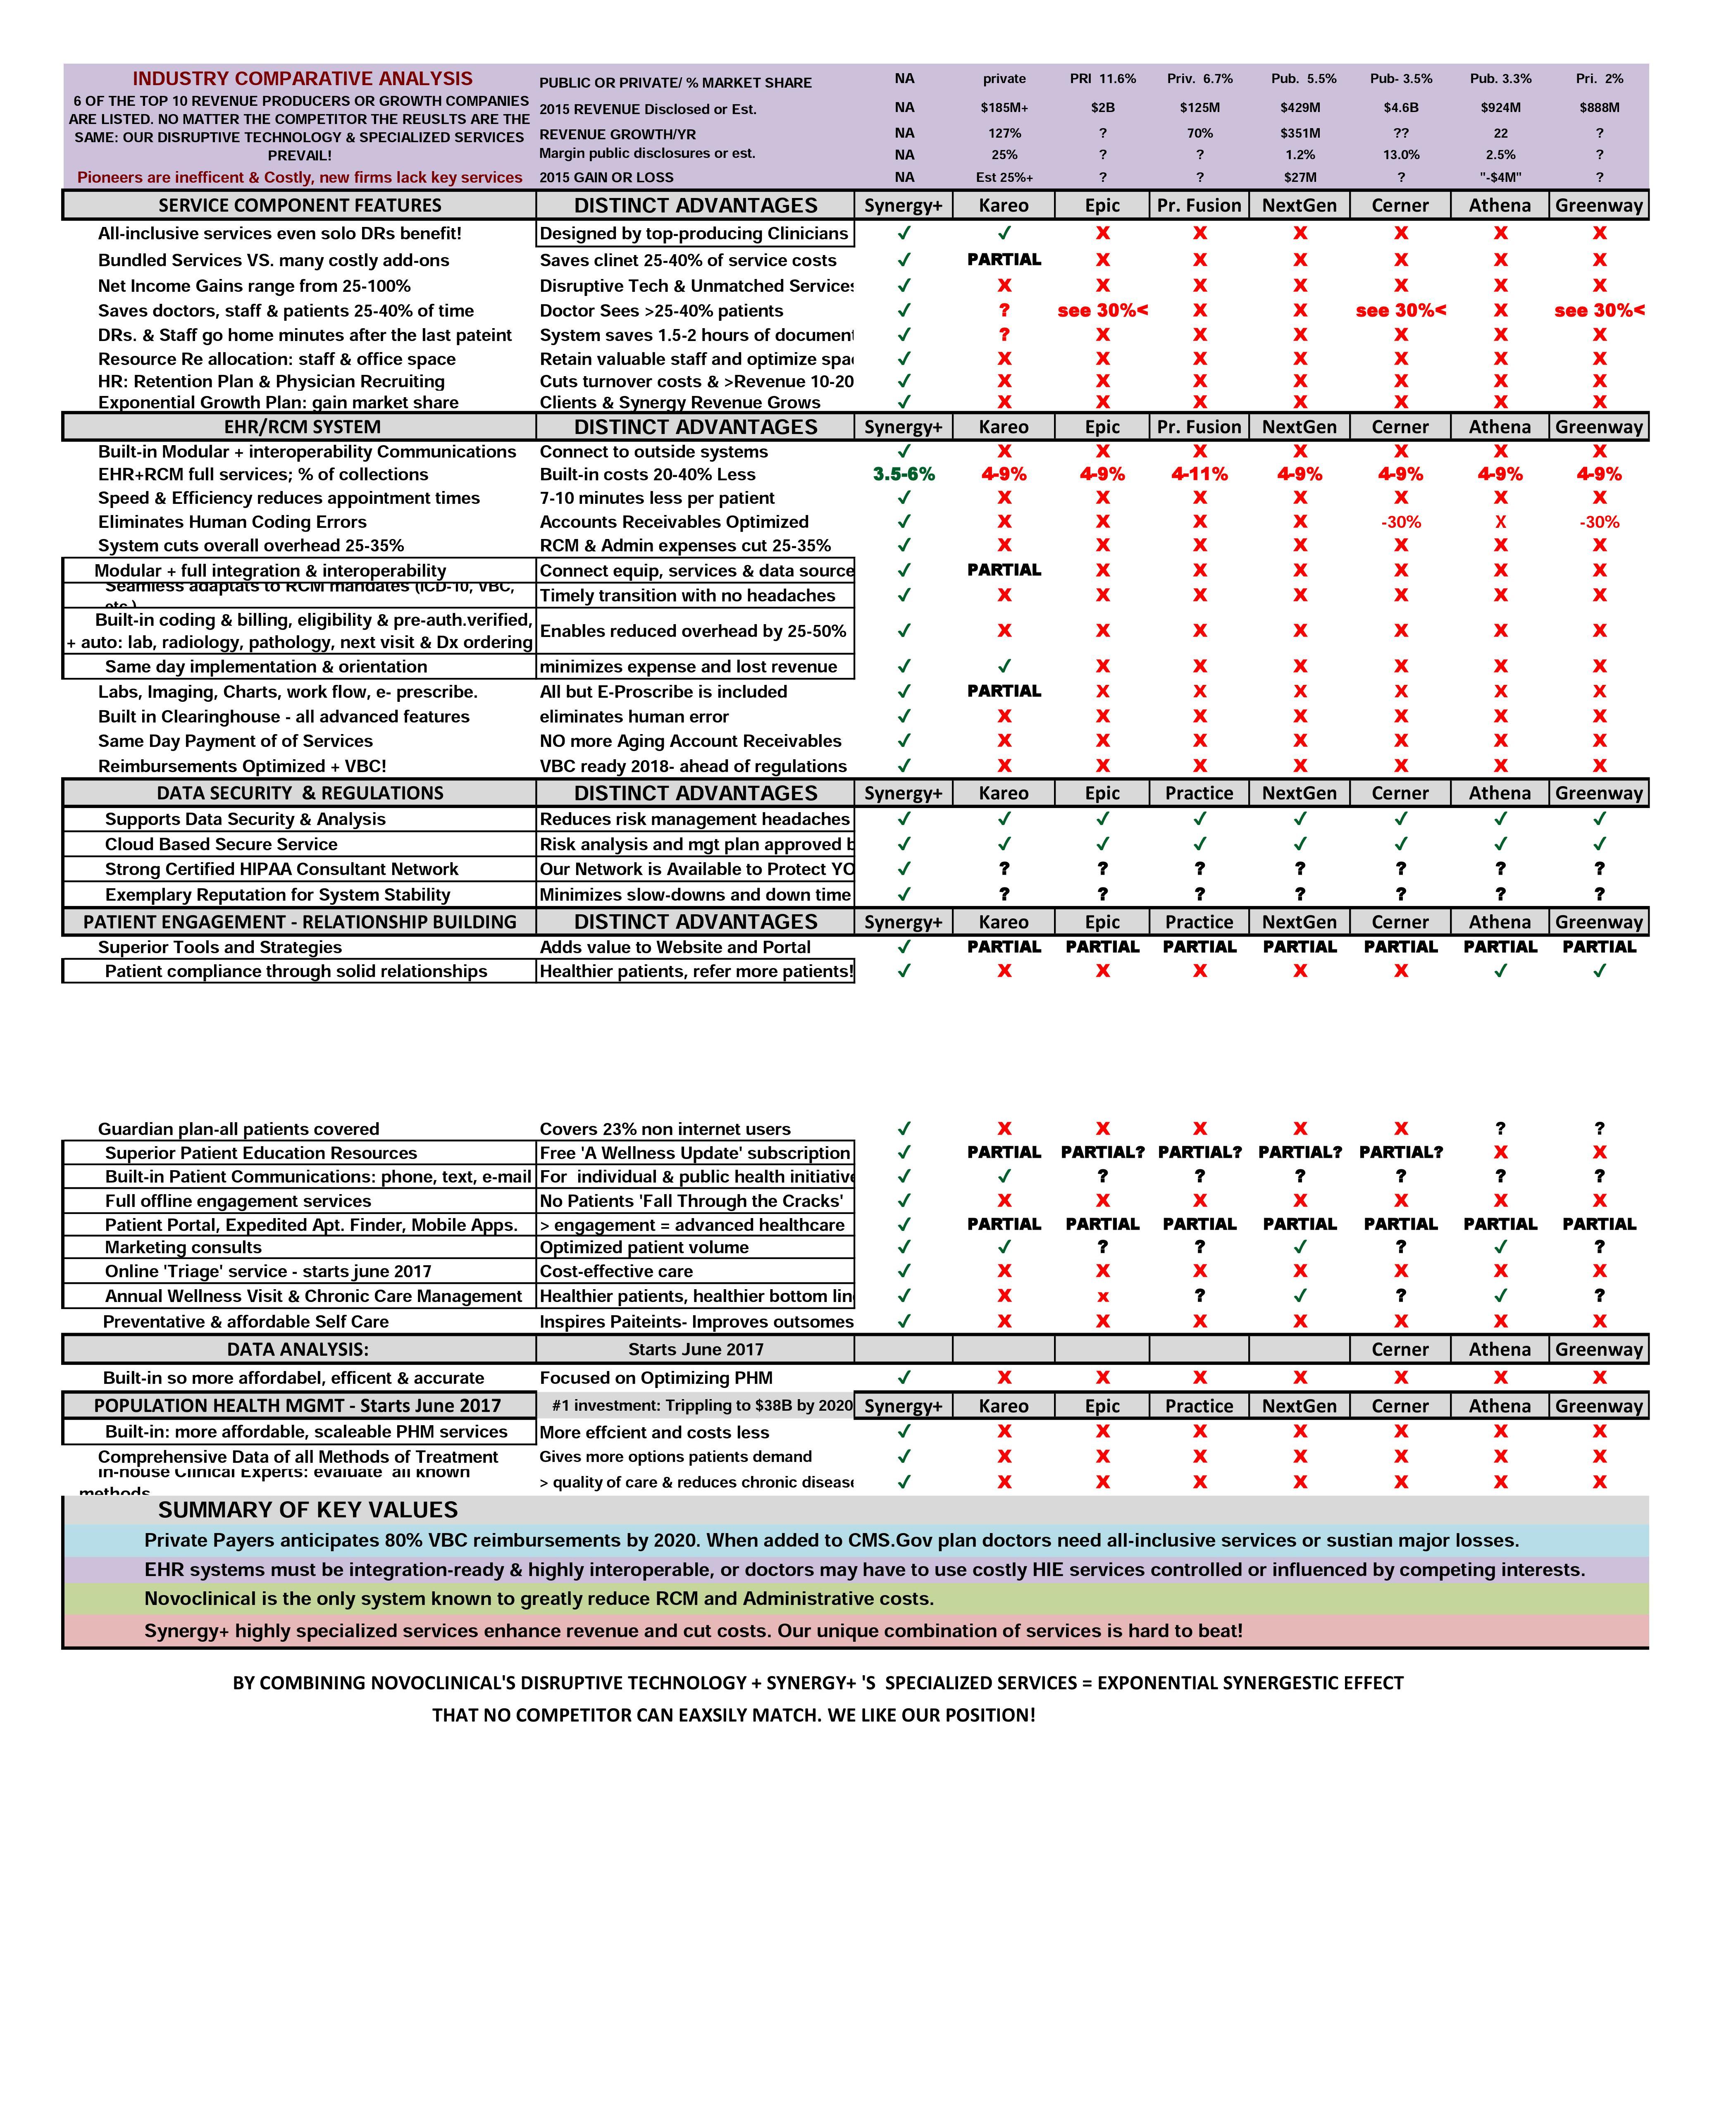 INDUSTRY COMPARATIVE ANALYSIS
6 OF THE TOP 10 REVENUE PRODUCERS OR GROWTH COMPANIES
ARE LISTED. NO MATTER THE COMPETITOR THE REUSLTS ARE THE
SAME: OUR DISRUPTIVE TECHNOLOGY & SPECIALIZED SERVICES
PREVAIL!
Pioneers are inefficent & Costly, new firms lack key services
PUBLIC OR PRIVATE/ % MARKET SHARE NA private PRI 11.6% Priv. 6.7% Pub. 5.5% Pub- 3.5% Pub. 3.3% Pri. 2%
2015 REVENUE Disclosed or Est. NA $185M+ $2B $125M $429M $4.6B $924M $888M
REVENUE GROWTH/YR NA 127% ? 70% $351M ?? 22 ?
Margin public disclosures or est. NA 25% ? ? 1.2% 13.0% 2.5% ?
2015 GAIN OR LOSS NA Est 25%+ ? ? $27M ? "-$4M" ?
SERVICE COMPONENT FEATURES DISTINCT ADVANTAGES Synergy+ Kareo Epic Pr. Fusion NextGen Cerner Athena Greenway
All-inclusive services even solo DRs benefit! Designed by top-producing Clinicians ✓ ✓ X X X X X X
Bundled Services VS. many costly add-ons Saves clinet 25-40% of service costs ✓ PARTIAL X X X X X X
Net Income Gains range from 25-100% Disruptive Tech & Unmatched Services ✓ X X X X X X X
Saves doctors, staff & patients 25-40% of time Doctor Sees >25-40% patients ✓ ? see 30%< X X see 30%< X see 30%<
DRs. & Staff go home minutes after the last pateint System saves 1.5-2 hours of document ✓ ? X X X X X X
Resource Re allocation: staff & office space Retain valuable staff and optimize spa ✓ X X X X X X X
HR: Retention Plan & Physician Recruiting Cuts turnover costs & >Revenue 10-20 ✓ X X X X X X X
Exponential Growth Plan: gain market share Clients & Synergy Revenue Grows ✓ X X X X X X X
EHR/RCM SYSTEM DISTINCT ADVANTAGES Synergy+ Kareo Epic Pr. Fusion NextGen Cerner Athena Greenway
Built-in Modular + interoperability Communications Connect to outside systems ✓ X X X X X X X
EHR+RCM full services; % of collections Built-in costs 20-40% Less 3.5-6% 4-9% 4-9% 4-11% 4-9% 4-9% 4-9% 4-9%
Speed & Efficiency reduces appointment times 7-10 minutes less per patient ✓ X X X X X X X
Eliminates Human Coding Errors Accounts Receivables Optimized ✓ X X X X -30% X -30%
System cuts overall overhead 25-35% RCM & Admin expenses cut 25-35% ✓ X X X X X X X
Modular + full integration & interoperability Connect equip, services & data source ✓ PARTIAL X X X X X X
Seamless adaptats to RCM mandates (ICD-10, VBC, etc.) Timely transition with no headaches ✓ X X X X X X X
Built-in coding & billing, eligibility & pre-auth.verified,
+ auto: lab, radiology, pathology, next visit & Dx ordering Enables reduced overhead by 25-50% ✓ X X X X X X X
Same day implementation & orientation minimizes expense and lost revenue ✓ ✓ X X X X X X
Labs, Imaging, Charts, work flow, e- prescribe. All but E-Proscribe is included ✓ PARTIAL X X X X X X
Built in Clearinghouse - all advanced features eliminates human error ✓ X X X X X X X
Same Day Payment of of Services NO more Aging Account Receivables ✓ X X X X X X X
Reimbursements Optimized + VBC! VBC ready 2018- ahead of regulations ✓ X X X X X X X
DATA SECURITY & REGULATIONS DISTINCT ADVANTAGES Synergy+ Kareo Epic Practice NextGen Cerner Athena Greenway
Supports Data Security & Analysis Reduces risk management headaches ✓ ✓ ✓ ✓ ✓ ✓ ✓ ✓
Cloud Based Secure Service Risk analysis and mgt plan approved b ✓ ✓ ✓ ✓ ✓ ✓ ✓ ✓
Strong Certified HIPAA Consultant Network Our Network is Available to Protect YO ✓ ? ? ? ? ? ? ?
Exemplary Reputation for System Stability Minimizes slow-downs and down time ✓ ? ? ? ? ? ? ?
PATIENT ENGAGEMENT - RELATIONSHIP BUILDING DISTINCT ADVANTAGES Synergy+ Kareo Epic Practice NextGen Cerner Athena Greenway
Superior Tools and Strategies Adds value to Website and Portal ✓ PARTIAL PARTIAL PARTIAL PARTIAL PARTIAL PARTIAL PARTIAL
Patient compliance through solid relationships Healthier patients, refer more patients! ✓ X X X X X ✓ ✓
Guardian plan-all patients covered Covers 23% non internet users ✓ X X X X X ? ?
Superior Patient Education Resources Free 'A Wellness Update' subscription ✓ PARTIAL PARTIAL? PARTIAL? PARTIAL? PARTIAL? X X
Built-in Patient Communications: phone, text, e-mail For individual & public health initiative ✓ ✓ ? ? ? ? ? ?
Full offline engagement services No Patients 'Fall Through the Cracks' ✓ X X X X X X X
Patient Portal, Expedited Apt. Finder, Mobile Apps. > engagement = advanced healthcare ✓ PARTIAL PARTIAL PARTIAL PARTIAL PARTIAL PARTIAL PARTIAL
Marketing consults Optimized patient volume ✓ ✓ ? ? ✓ ? ✓ ?
Online 'Triage' service - starts june 2017 Cost-effective care ✓ X X X X X X X
Annual Wellness Visit & Chronic Care Management Healthier patients, healthier bottom lin ✓ X x ? ✓ ? ✓ ?
Preventative & affordable Self Care Inspires Paiteints- Improves outsomes ✓ X X X X X X X
DATA ANALYSIS: Starts June 2017 Cerner Athena Greenway
Built-in so more affordabel, efficent & accurate Focused on Optimizing PHM ✓ X X X X X X X
POPULATION HEALTH MGMT - Starts June 2017 #1 investment: Trippling to $38B by 2020 Synergy+ Kareo Epic Practice NextGen Cerner Athena Greenway
Built-in: more affordable, scaleable PHM services More effcient and costs less ✓ X X X X X X X
Comprehensive Data of all Methods of Treatment Gives more options patients demand ✓ X X X X X X X
In-house Clinical Experts: evaluate all known methods > quality of care & reduces chronic disease ✓ X X X X X X X
SUMMARY OF KEY VALUES
Private Payers anticipates 80% VBC reimbursements by 2020. When added to CMS.Gov plan doctors need all-inclusive services or sustian major losses.
EHR systems must be integration-ready & highly interoperable, or doctors may have to use costly HIE services controlled or influenced by competing interests.
Novoclinical is the only system known to greatly reduce RCM and Administrative costs.
Synergy+ highly specialized services enhance revenue and cut costs. Our unique combination of services is hard to beat!
BY COMBINING NOVOCLINICAL'S DISRUPTIVE TECHNOLOGY + SYNERGY+ 'S SPECIALIZED SERVICES = EXPONENTIAL SYNERGESTIC EFFECT
THAT NO COMPETITOR CAN EAXSILY MATCH. WE LIKE OUR POSITION!